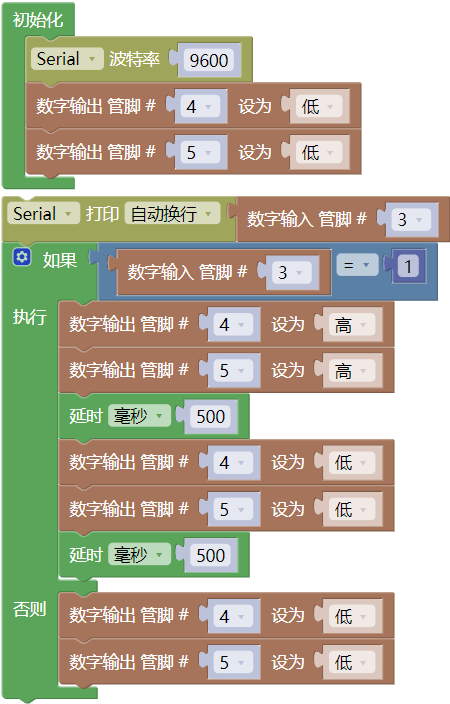 初始化
Serial 波特率 9600
数字输出 管脚 # 4 设为 低
数字输出 管脚 # 5 设为 低
Serial 打印 自动换行 数字输入 管脚 # 3
如果 数字输入 管脚 # 3 = 1
执行 数字输出 管脚 # 4 设为 高
数字输出 管脚 # 5 设为 高
延时 毫秒 500
数字输出 管脚 # 4 设为 低
数字输出 管脚 # 5 设为 低
延时 毫秒 500
否则 数字输出 管脚 # 4 设为 低
数字输出 管脚 # 5 设为 低